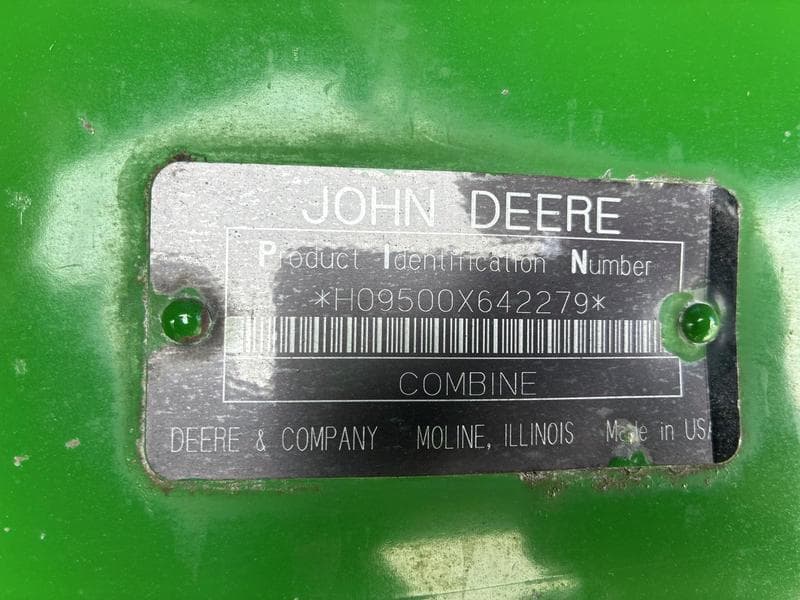 JOHN DEERE
Product Identification Number
*H09500X642279*
COMBINE
DEERE & COMPANY MOLINE, ILLINOIS Made in USA